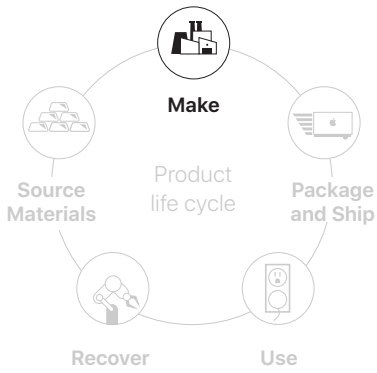 Make
Product
life cycle
Source
Materials
Package
and Ship
Recover
Use